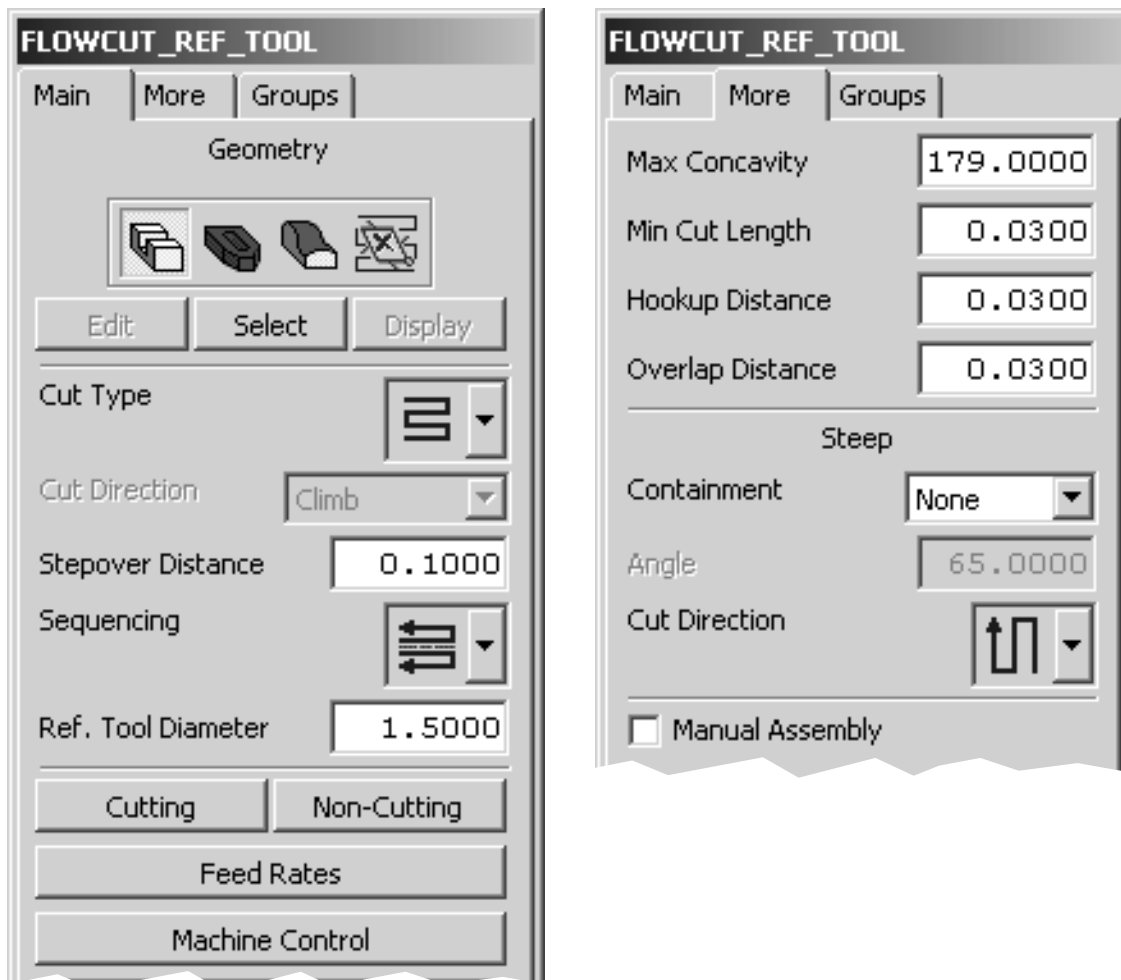 FLOWCUT_REF_TOOL
Main More Groups
Geometry
Edit Select Display
Cut Type
Cut Direction Climb
Stepover Distance 0.1000
Sequencing
Ref. Tool Diameter 1.5000
Cutting Non-Cutting
Feed Rates
Machine Control
FLOWCUT_REF_TOOL
Main More Groups
Max Concavity 179.0000
Min Cut Length 0.0300
Hookup Distance 0.0300
Overlap Distance 0.0300
Steep
Containment None
Angle 65.0000
Cut Direction
Manual Assembly